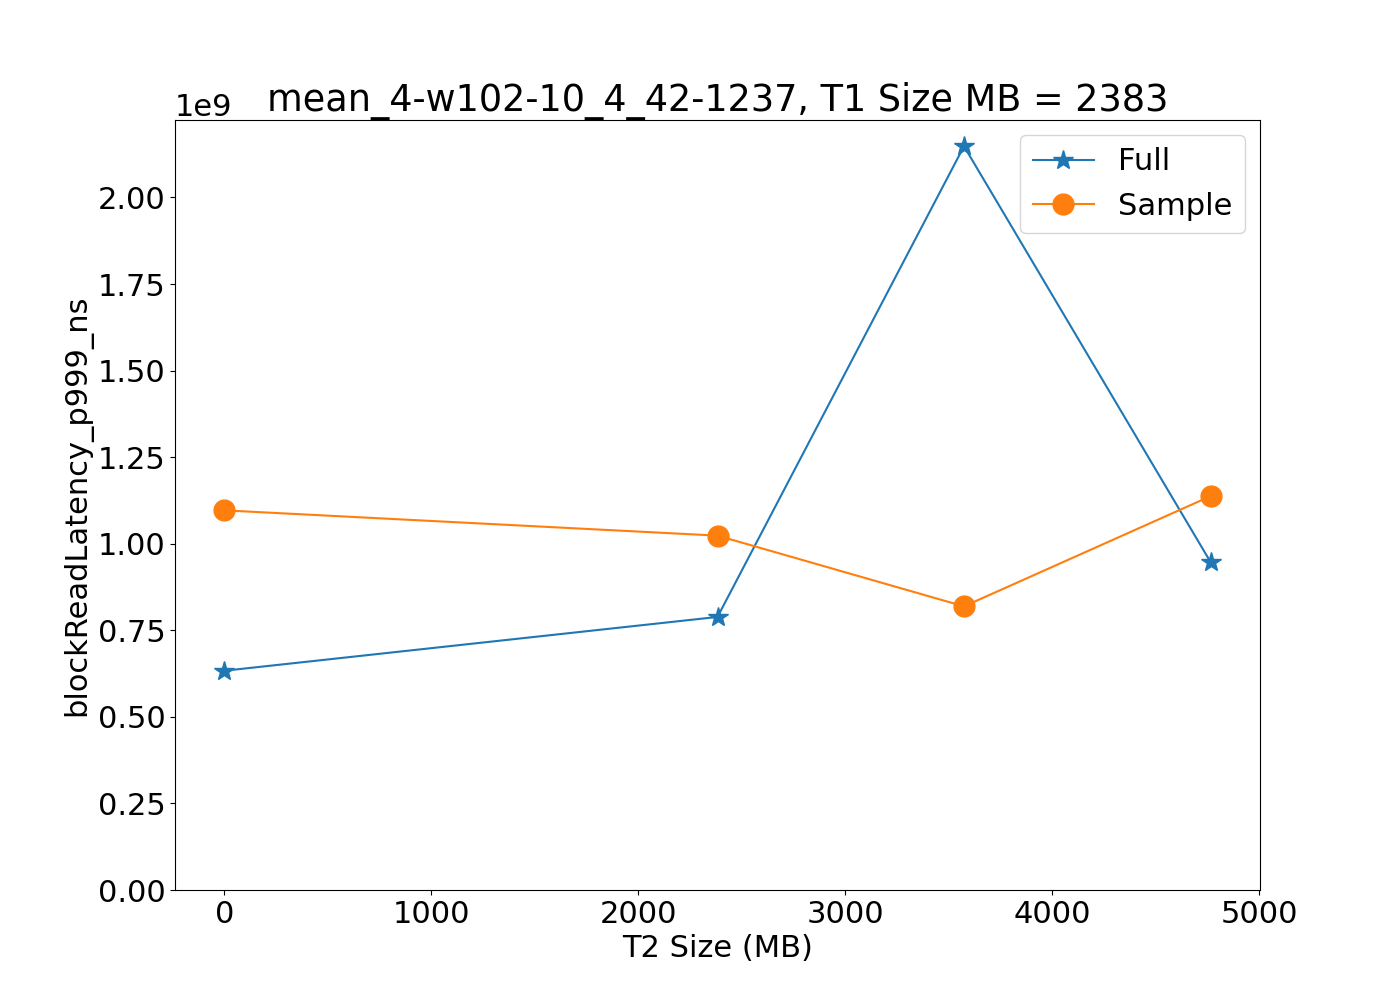 mean_4-w102-10_4_42-1237, T1 Size MB = 2383
1e9
Full
Sample
2.00
1.75
1.50
1.25
1.00
0.75
0.50
0.25
0.00
blockReadLatency_p999_ns
0 1000 2000 3000 4000 5000
T2 Size (MB)